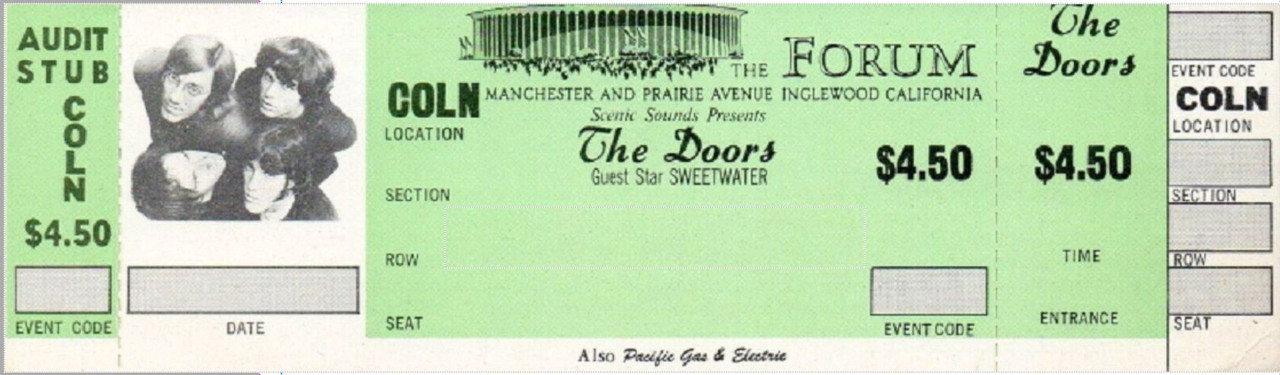 AUDIT
STUB
COLN
$4.50
EVENT CODE
DATE
THE FORUM
MANCHESTER AND PRAIRIE AVENUE INGLEWOOD CALIFORNIA
COLN
LOCATION
Scenic Sounds Presents
The Doors
Guest Star SWEETWATER
$4.50
SECTION
ROW
SEAT
EVENT CODE
Also Pacific Gas & Electric
The
Doors
$4.50
TIME
ENTRANCE
EVENT CODE
COLN
LOCATION
SECTION
ROW
SEAT